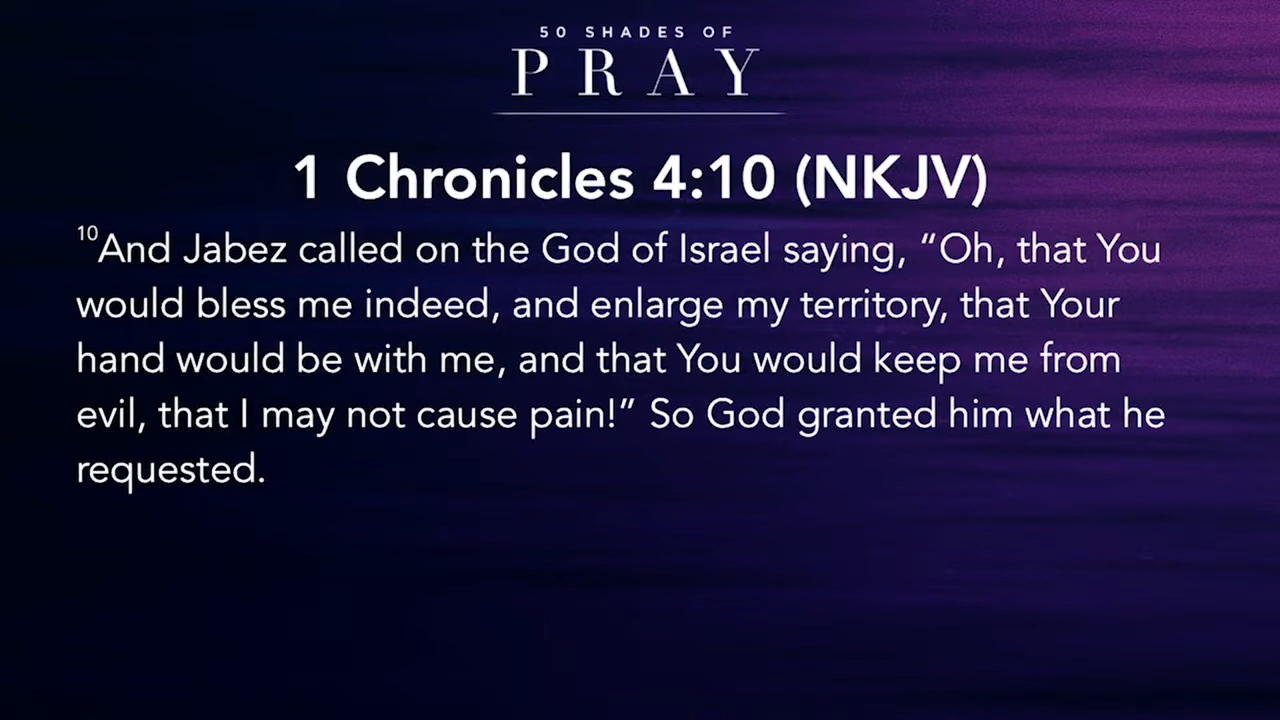 50 SHADES OF
PRAY
1 Chronicles 4:10 (NKJV)
10And Jabez called on the God of Israel saying, “Oh, that You
would bless me indeed, and enlarge my territory, that Your
hand would be with me, and that You would keep me from
evil, that I may not cause pain!” So God granted him what he
requested.